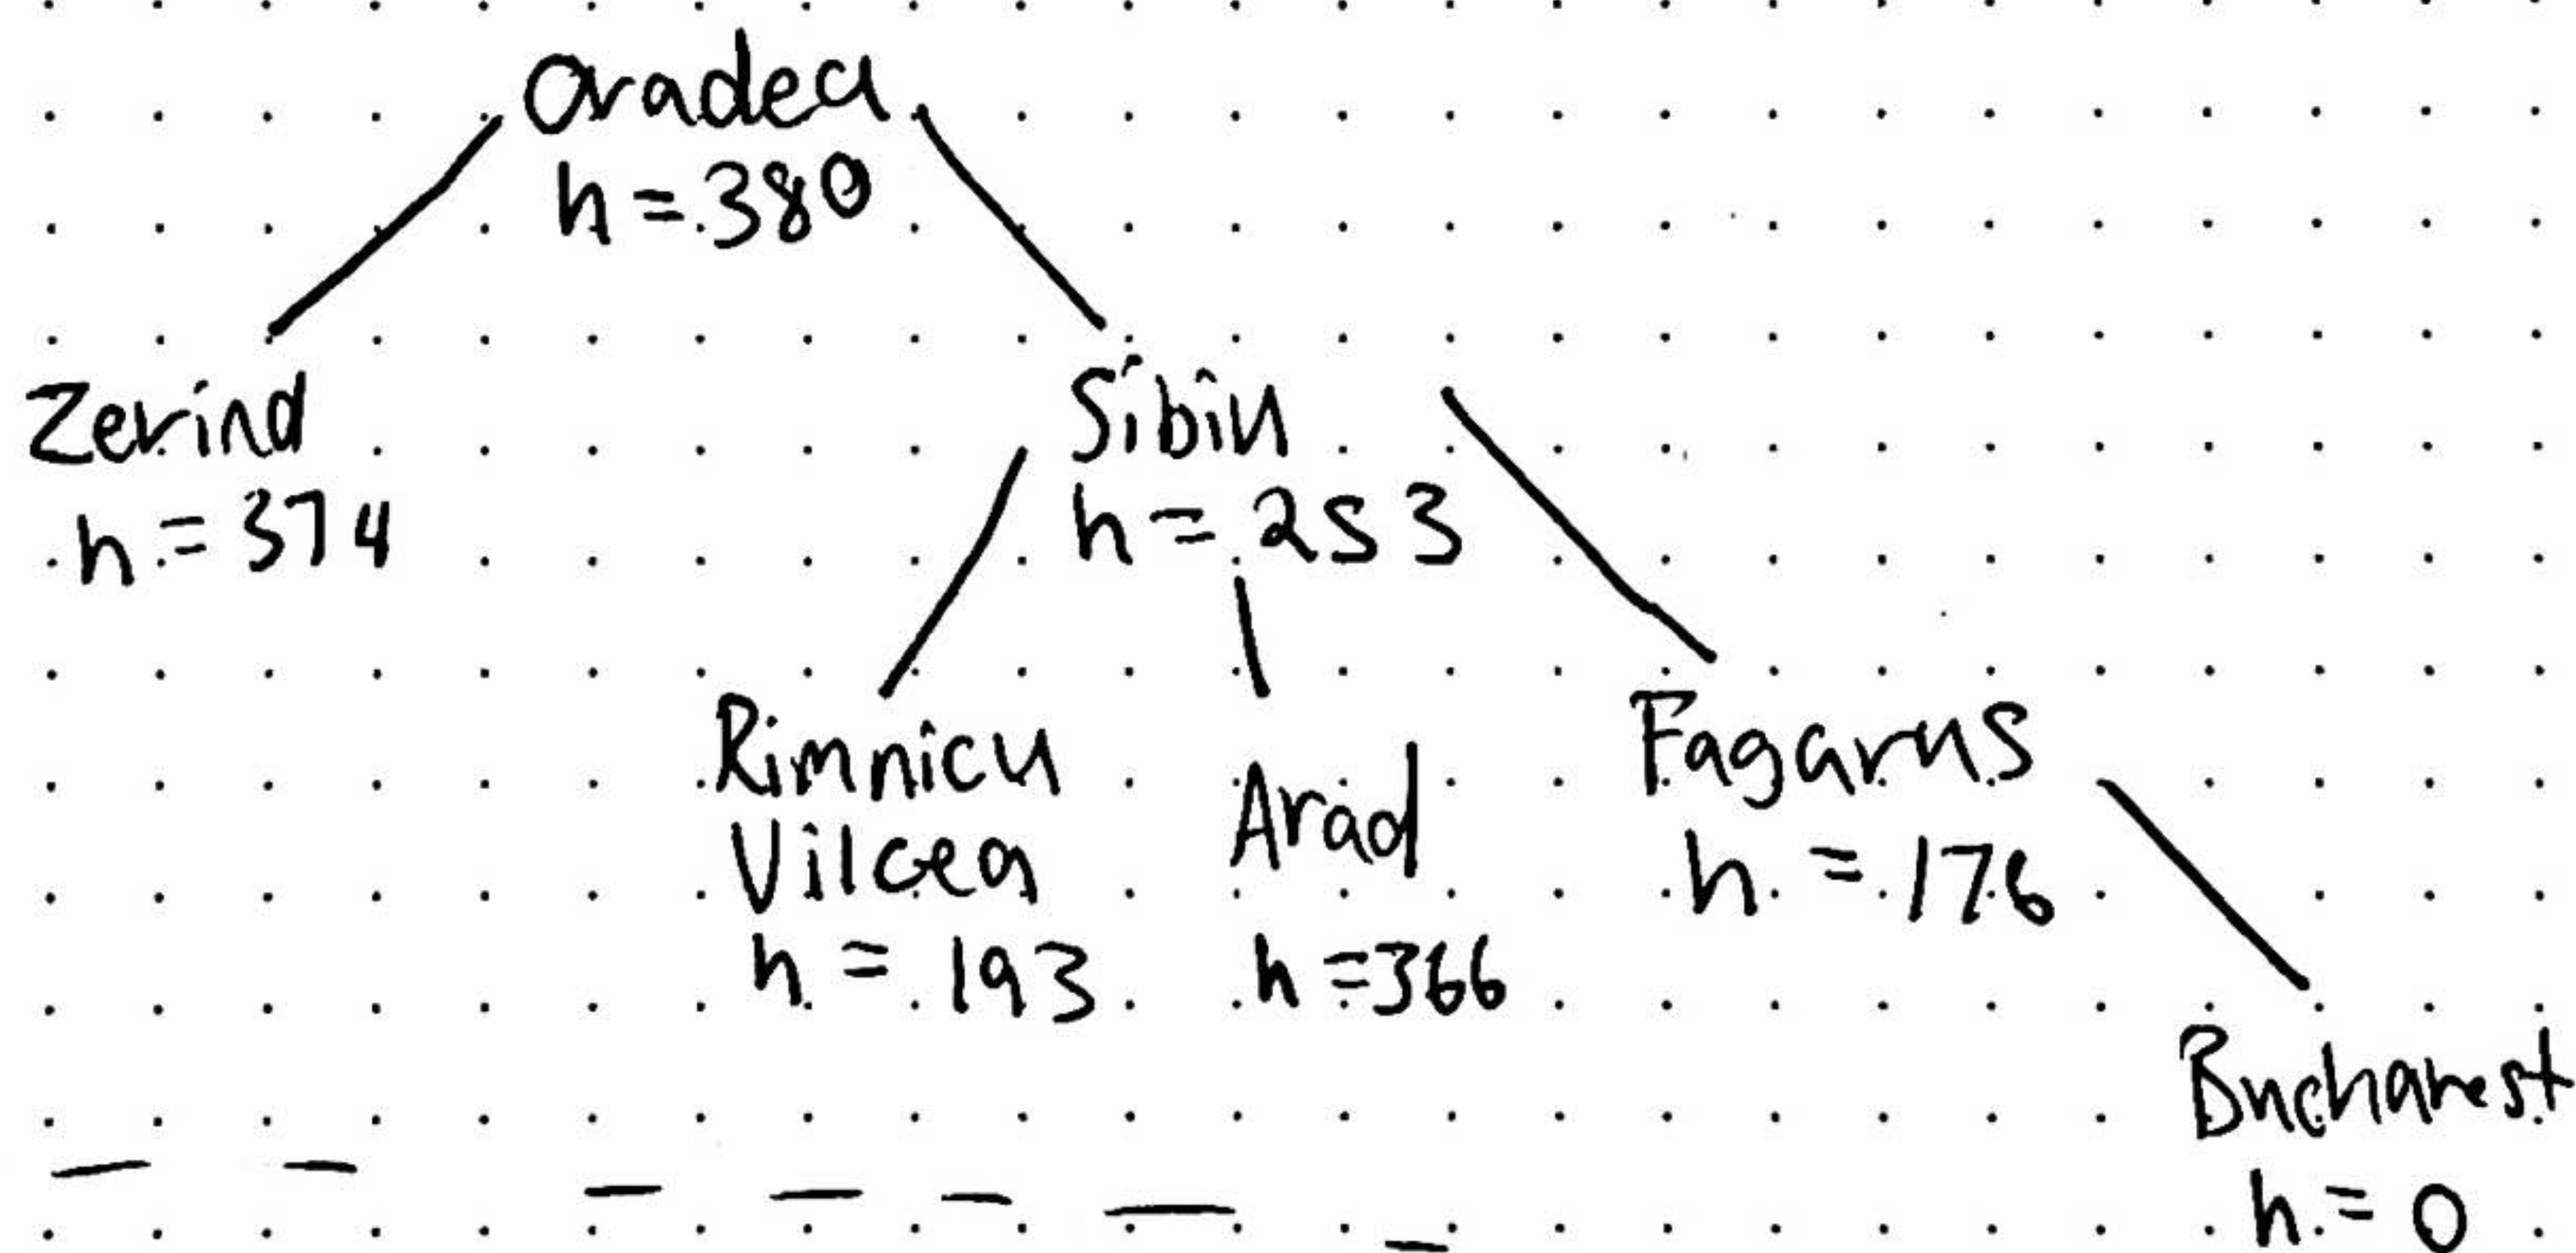 Oradea
h = 380
Zerind
h = 374
Sibiu
h = 253
Rimnicu
Vilcea
h = 193
Arad
h = 366
Fagarus
h = 176
Bucharest
h = 0